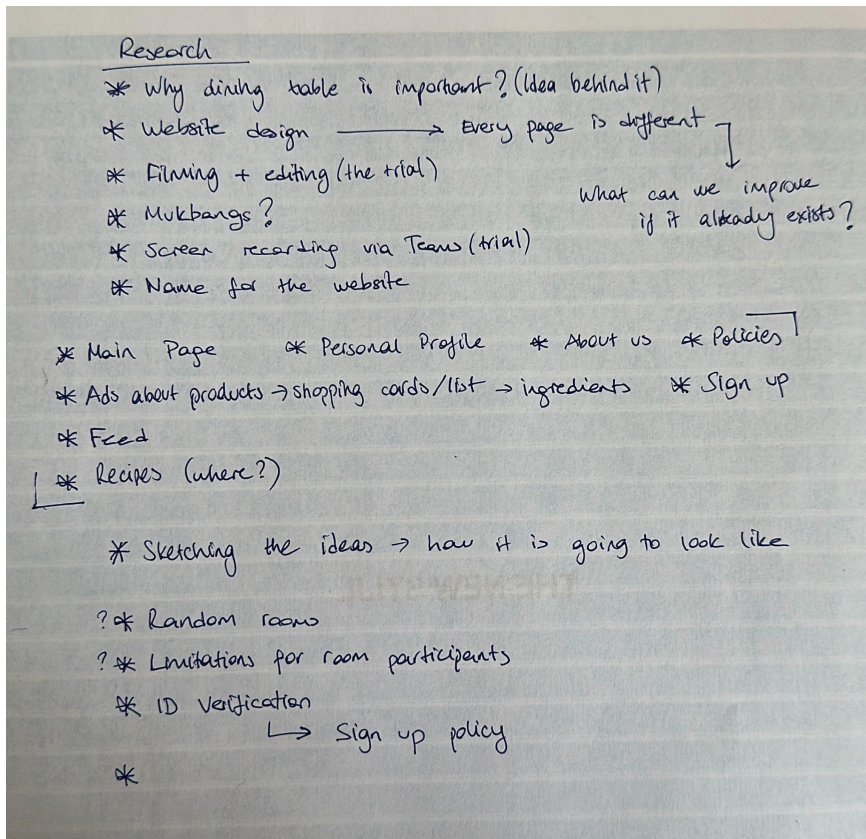 Research
* Why dining table is important? (Idea behind it)
* Website design → Every page is different
* Filming + editing (the trial)
What can we improve
* Mukbangs?
if it already exists?
* Screen recording via Teams (trial)
* Name for the website
* Main Page * Personal Profile * About us * Policies
* Ads about products → shopping cards/list → ingredients * Sign up
* Feed
* Recipes (where?)
* Sketching the ideas → how it is going to look like
? * Random rooms
? * Limitations for room participants
* ID verification
↳ Sign up policy
*